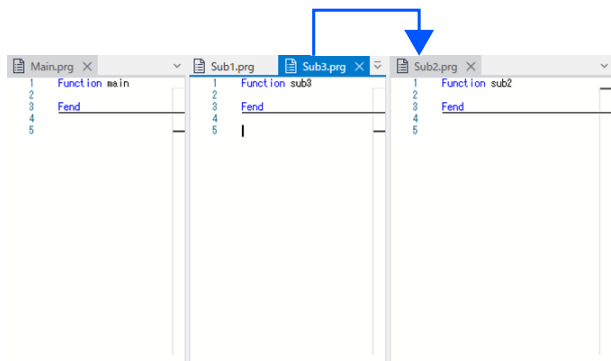 Main.prg
1 Function main
2
3 Fend
4
5
Sub1.prg Sub3.prg
1 Function sub3
2
3 Fend
4
5
Sub2.prg
1 Function sub2
2
3 Fend
4
5